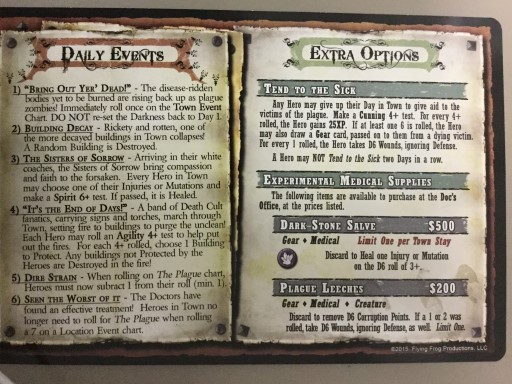 DAILY EVENTS
1) "BRING OUT YER' DEAD!" - The disease-ridden
bodies yet to be burned are rising back up as plague
zombies! Immediately roll once on the Town Event
Chart. DO NOT re-set the Darkness back to Day 1.
2) BUILDING DECAY - Rickety and rotten, one of
the more decayed buildings in Town collapses!
A Random Building is Destroyed.
3) THE SISTERS OF SORROW - Arriving in their white
coaches, the Sisters of Sorrow bring compassion
and faith to the forsaken. Every Hero in Town
may choose one of their Injuries or Mutations and
make a Spirit 6+ test. If passed, it is Healed.
4) "IT'S THE END OF DAYS!" - A band of Death Cult
fanatics, carrying signs and torches, march through
Town, setting fire to buildings to purge the undead!
Each Hero may roll an Agility 4+ test to help put
out the fires. For each 4+ rolled, choose 1 Building
to Protect. Any buildings not Protected by the
Heroes are Destroyed in the fire!
5) DIRE STRAIN - When rolling on The Plague chart,
Heroes must now subtract 1 from their roll (min. 1).
6) SEEN THE WORST OF IT - The Doctors have
found an effective treatment! Heroes in Town no
longer need to roll for The Plague when rolling
a 7 on a Location Event chart.
EXTRA OPTIONS
TEND TO THE SICK
Any Hero may give up their Day in Town to give aid to the
victims of the plague. Make a Cunning 4+ test. For every 4+
rolled, the Hero gains 25XP. If at least one 6 is rolled, the Hero
may also draw a Gear card, passed on to them from a dying victim.
For every 1 rolled, the Hero takes D6 Wounds, ignoring Defense.
A Hero may NOT Tend to the Sick two Days in a row.
EXPERIMENTAL MEDICAL SUPPLIES
The following items are available to purchase at the Doc's
Office, at the prices listed.
DARK-STONE SALVE $500
Gear • Medical Limit One per Town Stay
Discard to Heal one Injury or Mutation
on the D6 roll of 3+.
PLAGUE LEECHES $200
Gear • Medical • Creature
Discard to remove D6 Corruption Points. If a 1 or 2 was
rolled, take D6 Wounds, ignoring Defense, as well. Limit One.
©2015 Flying Frog Productions, LLC